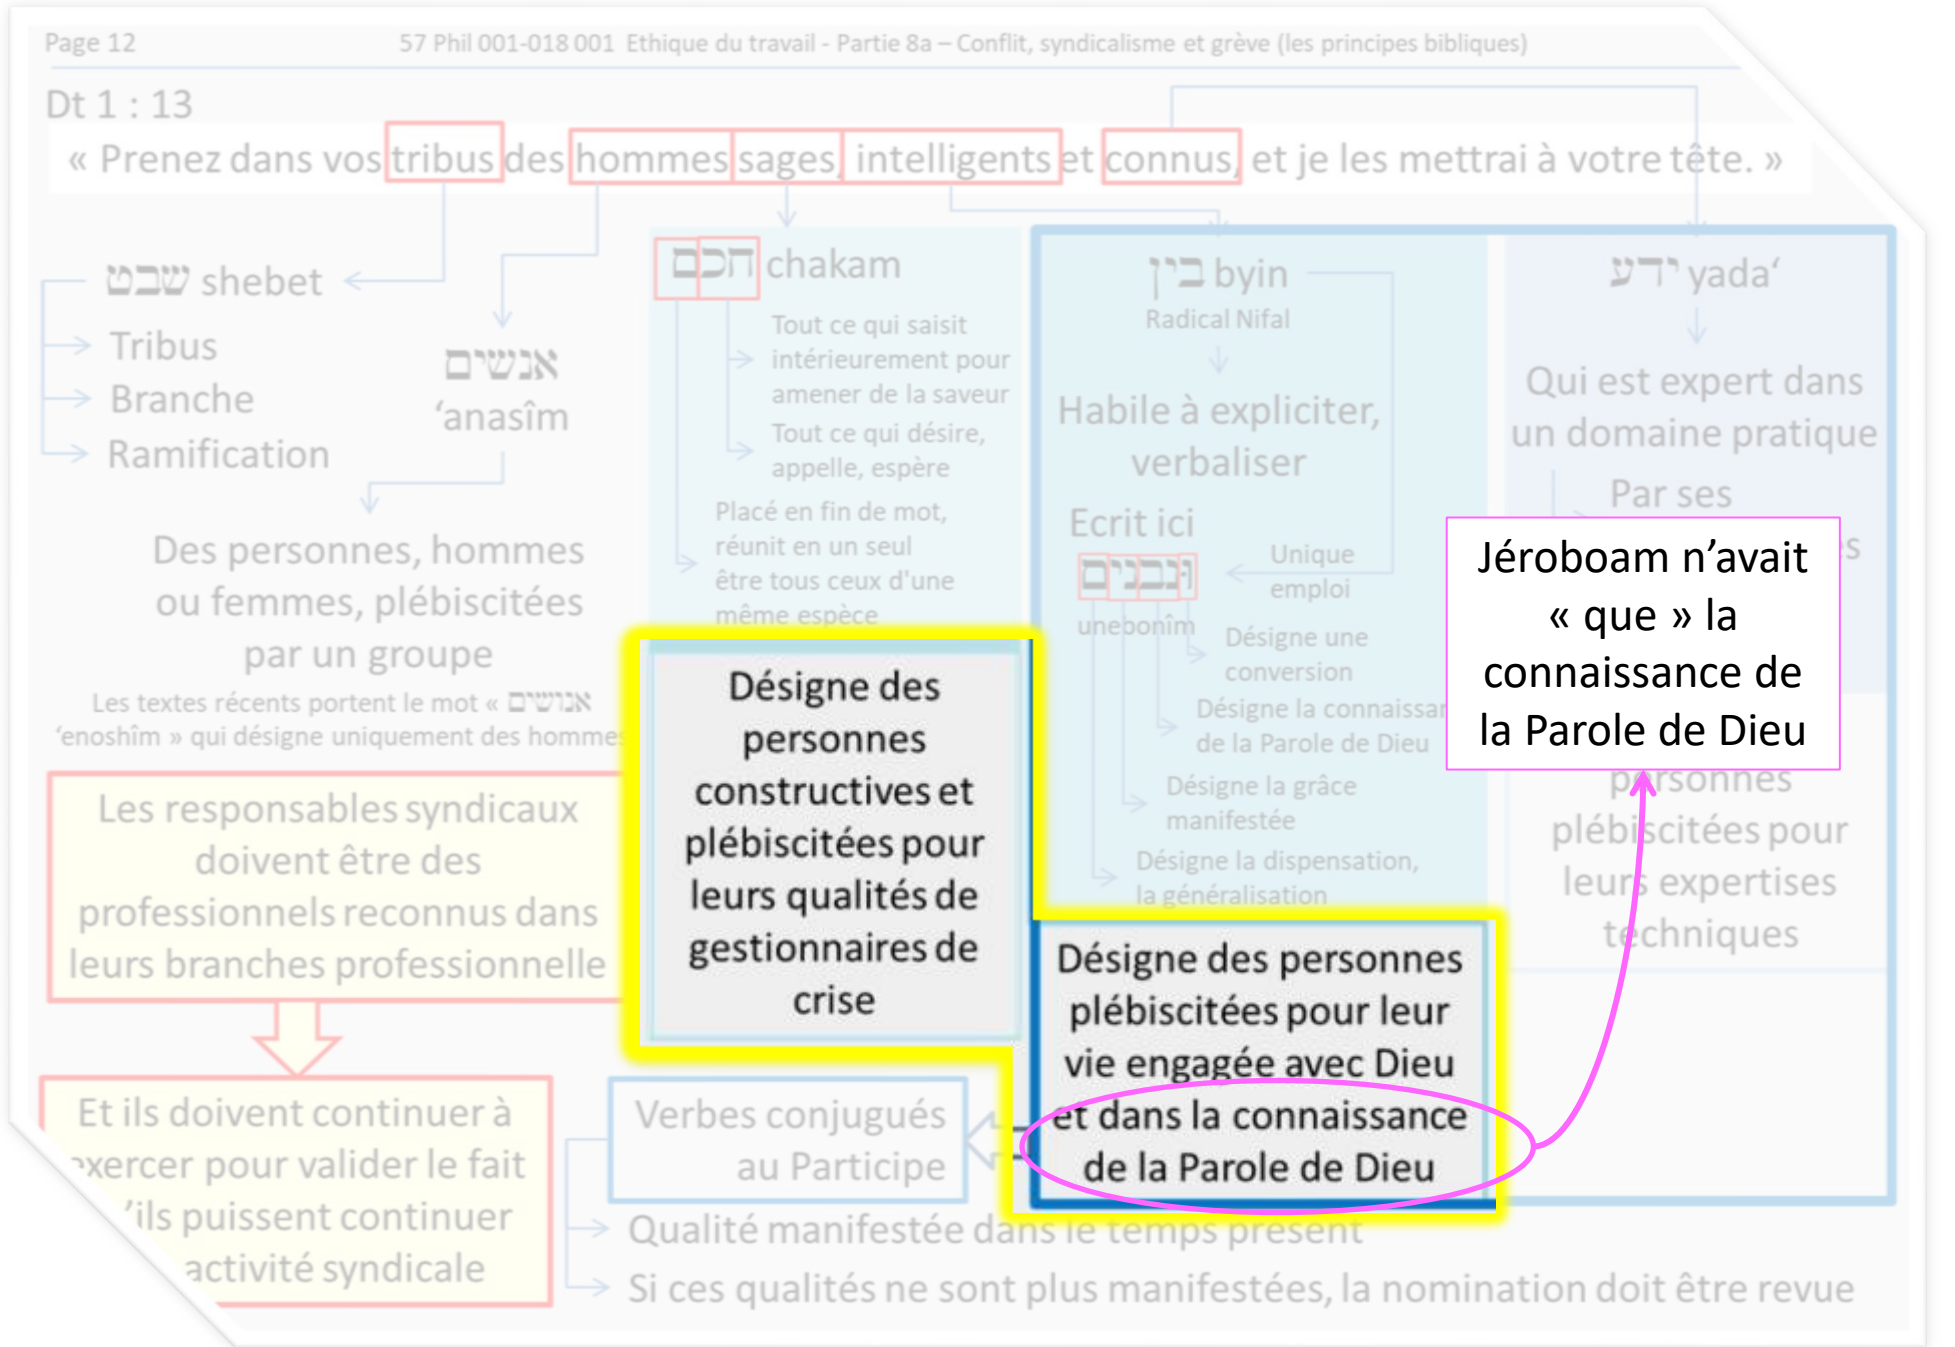 Page 12
57 Phil 001-018 001 Ethique du travail - Partie 8a – Conflit, syndicalisme et grève (les principes bibliques)
Dt 1 : 13
« Prenez dans vos tribus des hommes sages, intelligents et connus, et je les mettrai à votre tête. »
שבט shebet
Tribus
Branche
Ramification
אנשים
‘anasîm
Des personnes, hommes
ou femmes, plébiscitées
par un groupe
Les textes récents portent le mot « אנושים
‘enoshîm » qui désigne uniquement des hommes
Les responsables syndicaux
doivent être des
professionnels reconnus dans
leurs branches professionnelle
Et ils doivent continuer à
exercer pour valider le fait
’ils puissent continuer
activité syndicale
חכם chakam
Tout ce qui saisit
intérieurement pour
amener de la saveur
Tout ce qui désire,
appelle, espère
Placé en fin de mot,
réunit en un seul
être tous ceux d'une
même espèce
Désigne des
personnes
constructives et
plébiscitées pour
leurs qualités de
gestionnaires de
crise
בין byin
Radical Nifal
Habile à expliciter,
verbaliser
Ecrit ici
Unique
emploi
ונבנים
unebonîm
Désigne une
conversion
Désigne la connaissan
de la Parole de Dieu
Désigne la grâce
manifestée
Désigne la dispensation,
la généralisation
Désigne des personnes
plébiscitées pour leur
vie engagée avec Dieu
et dans la connaissance
de la Parole de Dieu
ידע yada‘
Qui est expert dans
un domaine pratique
Par ses
s
Jéroboam n’avait
« que » la
connaissance de
la Parole de Dieu
personnes
plébiscitées pour
leurs expertises
techniques
Verbes conjugués
au Participe
Qualité manifestée dans le temps présent
Si ces qualités ne sont plus manifestées, la nomination doit être revue